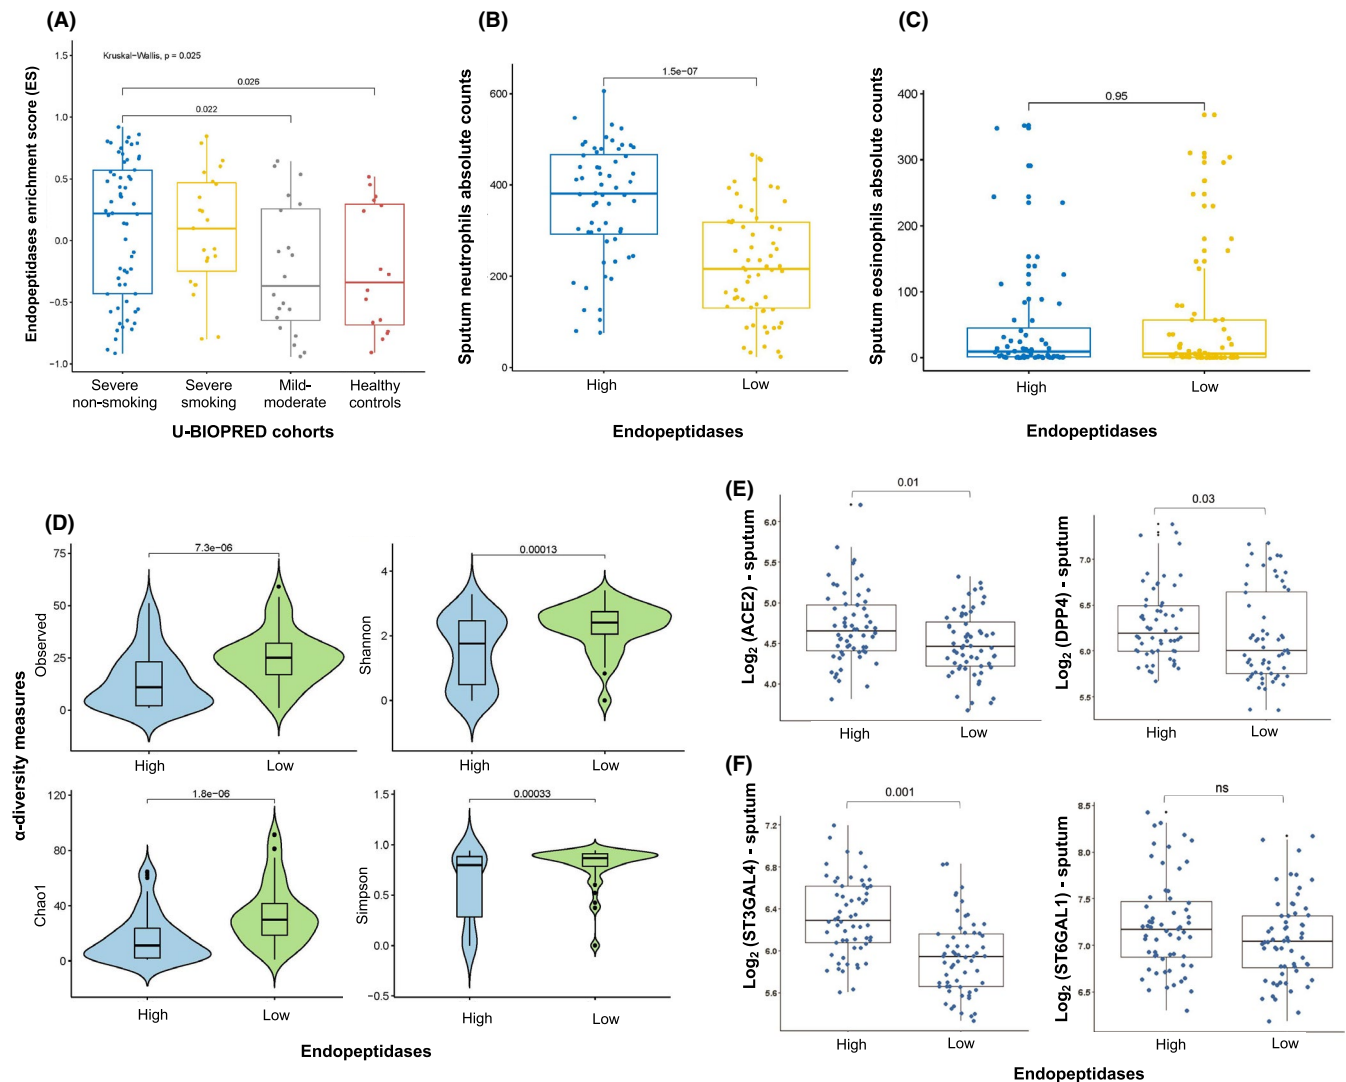 (A)
Endopeptidases enrichment score (ES)
Kruskal−Wallis, p = 0.025
0.026
0.022
1.5
1.0
0.5
0.0
−0.5
−1.0
Severe
non-smoking
Severe
smoking
Mild-
moderate
Healthy
controls
U-BIOPRED cohorts
(B)
Sputum neutrophils absolute counts
1.5e−07
600
400
200
0
High
Low
Endopeptidases
(C)
Sputum eosinophils absolute counts
0.95
400
300
200
100
0
High
Low
Endopeptidases
(D)
α-diversity measures
Observed
7.3e−06
75
50
25
0
High
Low
Shannon
0.00013
4
2
0
High
Low
Chao1
1.8e−06
120
80
40
0
High
Low
Simpson
0.00033
1.5
1.0
0.5
0.0
−0.5
High
Low
Endopeptidases
(E)
Log2 (ACE2) - sputum
0.01
6.0
5.5
5.0
4.5
4.0
High
Low
Log2 (DPP4) - sputum
0.03
7.0
6.5
6.0
5.5
High
Low
(F)
Log2 (ST3GAL4) - sputum
0.001
7.2
6.8
6.4
6.0
5.6
High
Low
Log2 (ST6GAL1) - sputum
ns
8.5
8.0
7.5
7.0
6.5
High
Low
Endopeptidases